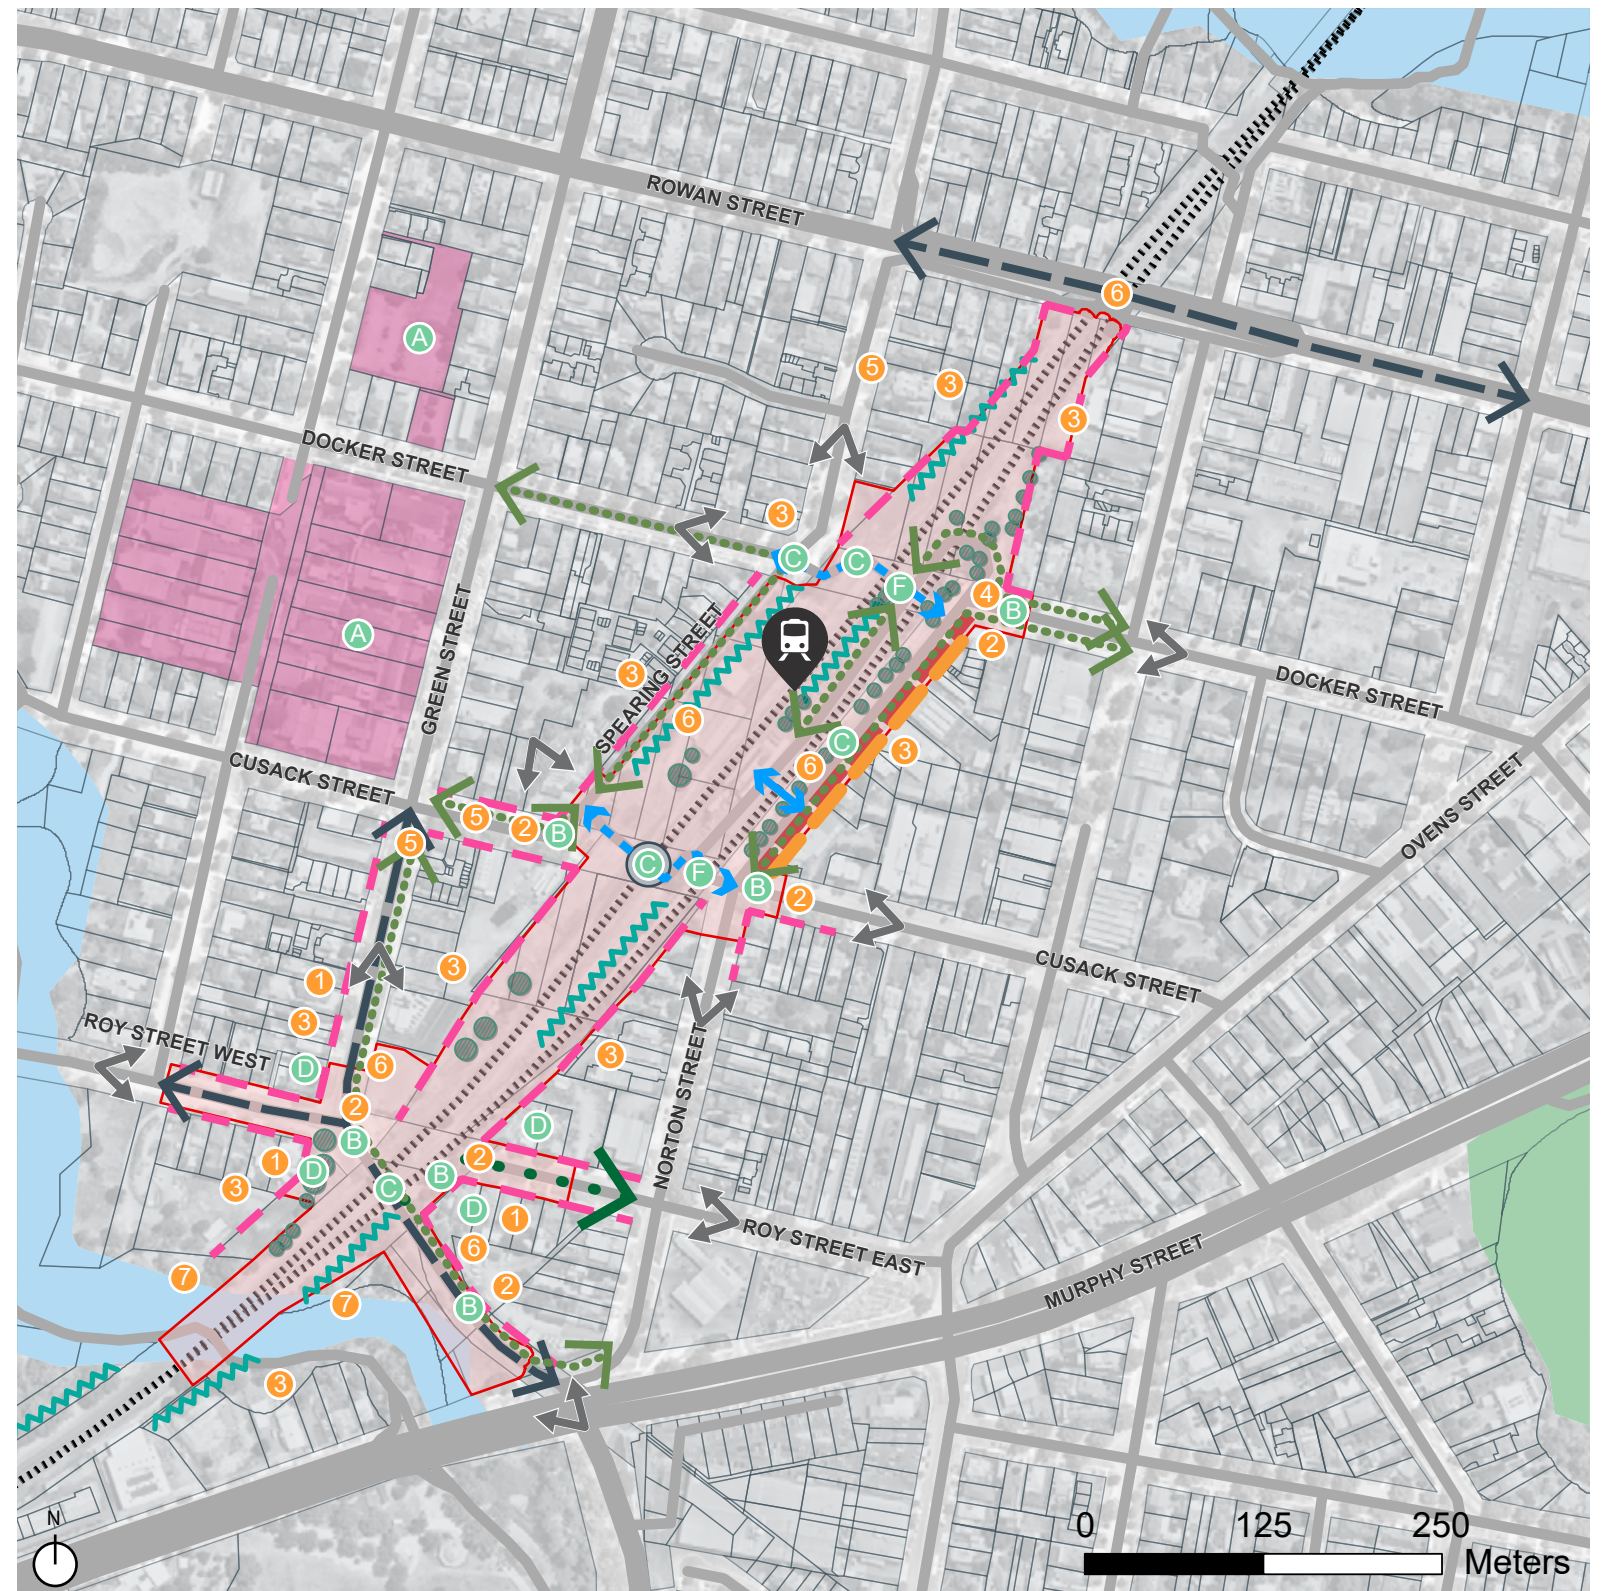 ROWAN STREET
6
5
3
A
3
DOCKER STREET
3
C
C
F
4
B
2
A
GREEN STREET
SPEARING STREET
3
6
DOCKER STREET
C
3
6
CUSACK STREET
5
2
B
5
C
F
B
2
OVENS STREET
3
1
3
CUSACK STREET
ROY STREET WEST
D
6
3
2
B
D
NORTON STREET
1
D
3
2
B
C
D
1
6
ROY STREET EAST
7
7
2
B
MURPHY STREET
3
N
0 125 250
Meters